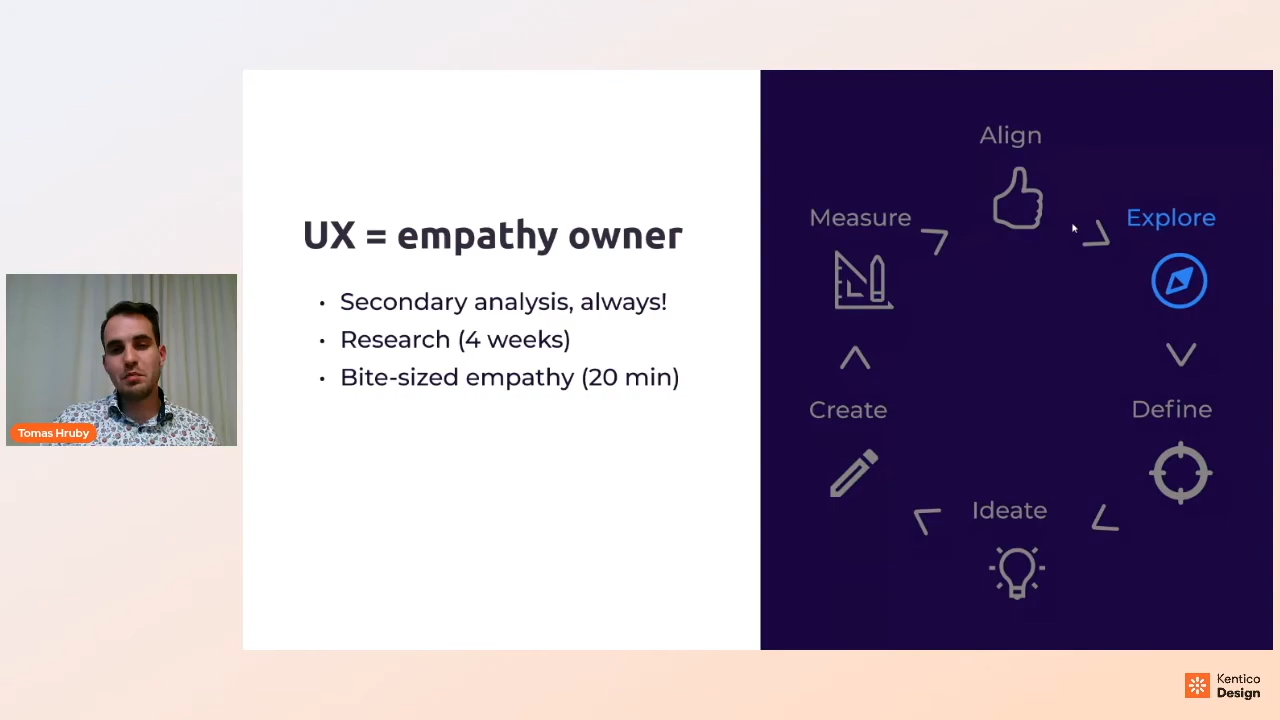 UX = empathy owner
• Secondary analysis, always!
• Research (4 weeks)
• Bite-sized empathy (20 min)
Align
Measure
Explore
Create
Define
Ideate
Tomas Hruby
Kentico
Design